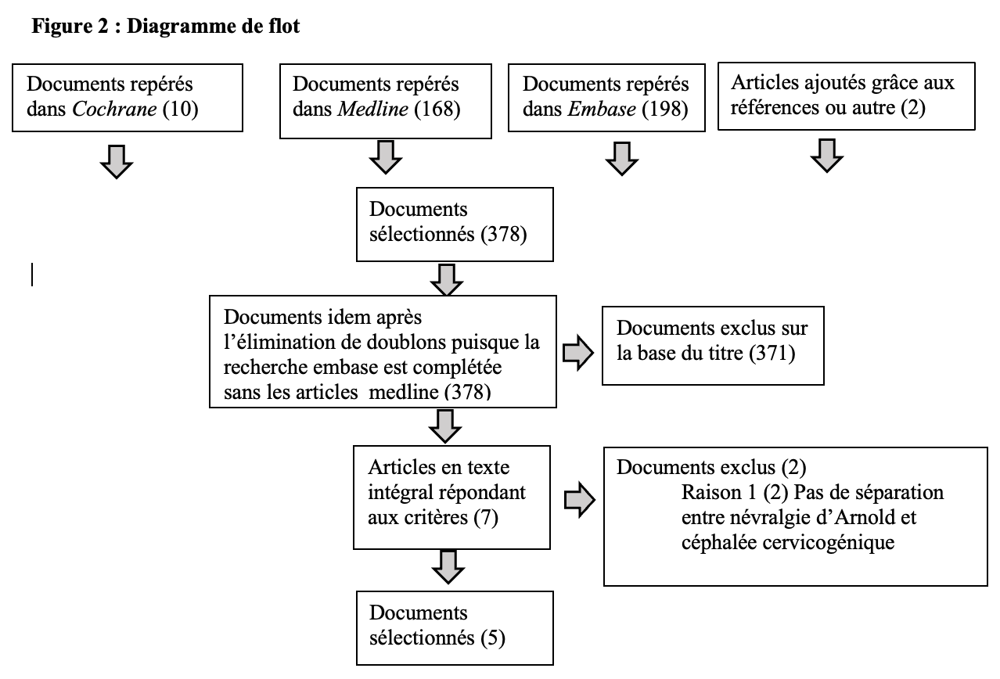 Figure 2 : Diagramme de flot
Documents repérés
dans Cochrane (10)
Documents repérés
dans Medline (168)
Documents repérés
dans Embase (198)
Articles ajoutés grâce aux
références ou autre (2)
Documents
sélectionnés (378)
Documents idem après
l’élimination de doublons puisque la
recherche embase est complétée
sans les articles  medline (378)
Documents exclus sur
la base du titre (371)
Articles en texte
intégral répondant
aux critères (7)
Documents exclus (2)
Raison 1 (2) Pas de séparation
entre névralgie d’Arnold et
céphalée cervicogénique
Documents
sélectionnés (5)